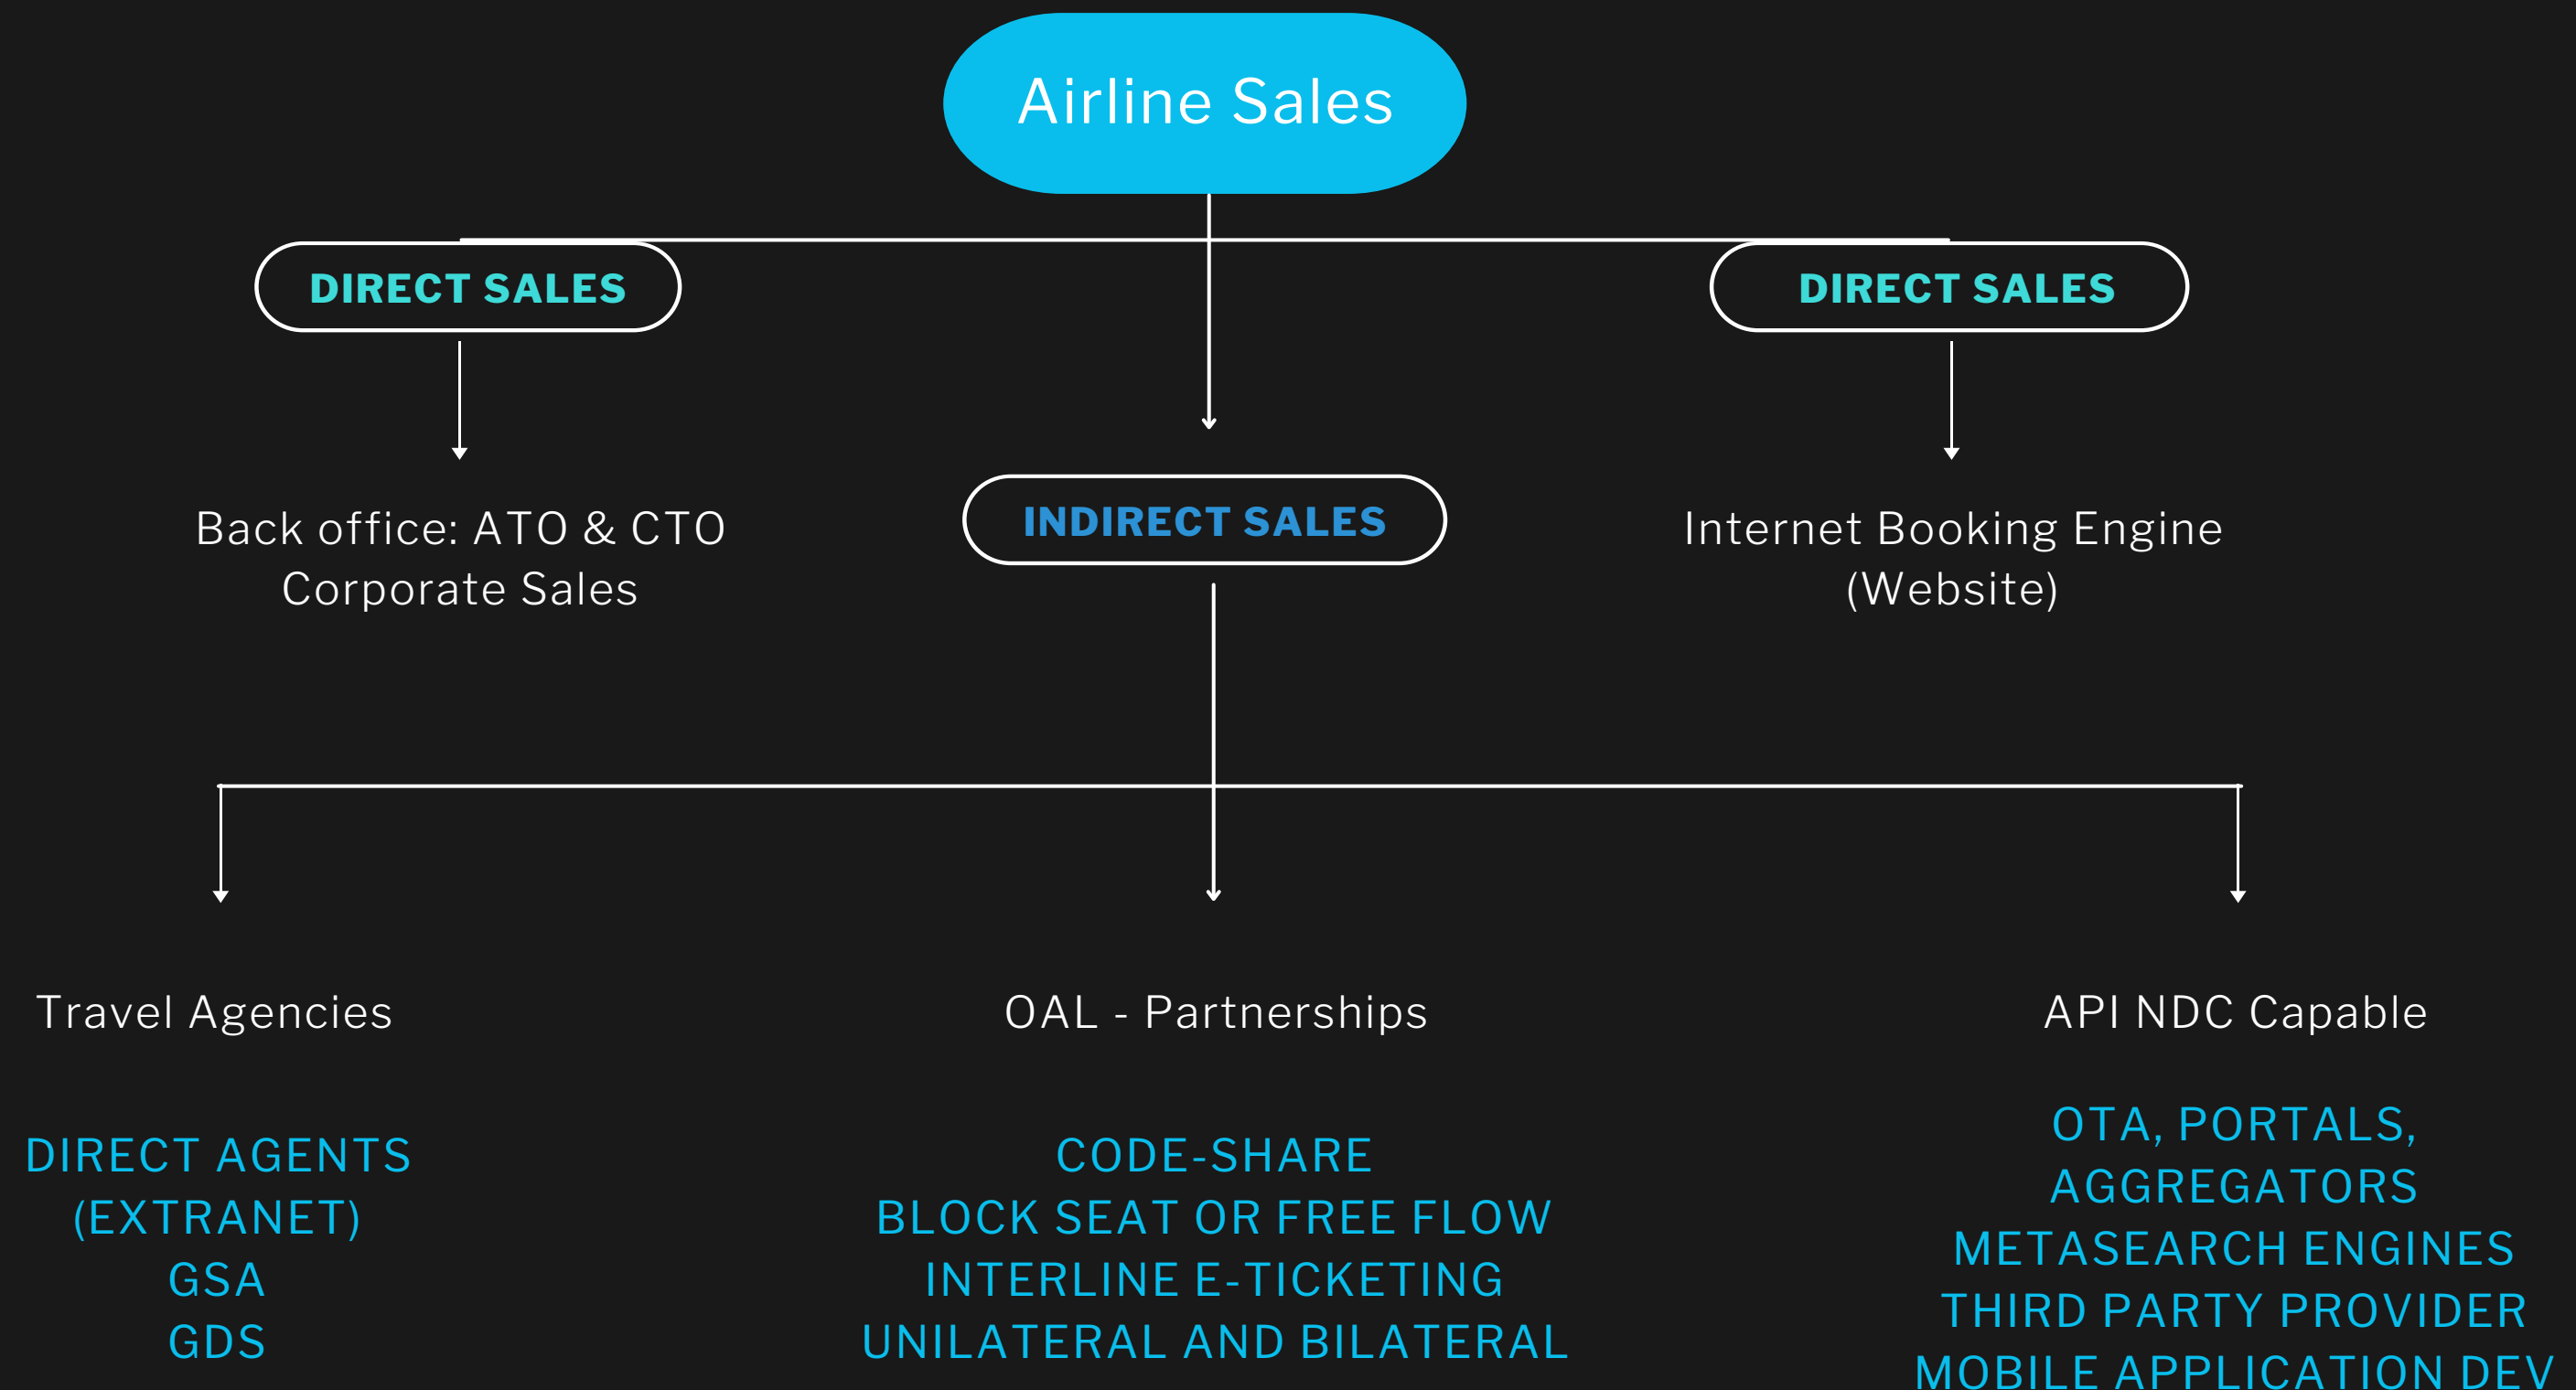 Airline Sales
DIRECT SALES
DIRECT SALES
Back office: ATO & CTO
Corporate Sales
INDIRECT SALES
Internet Booking Engine
(Website)
Travel Agencies
DIRECT AGENTS
(EXTRANET)
GSA
GDS
OAL - Partnerships
CODE-SHARE
BLOCK SEAT OR FREE FLOW
INTERLINE E-TICKETING
UNILATERAL AND BILATERAL
API NDC Capable
OTA, PORTALS,
AGGREGATORS
METASEARCH ENGINES
THIRD PARTY PROVIDER
MOBILE APPLICATION DEV